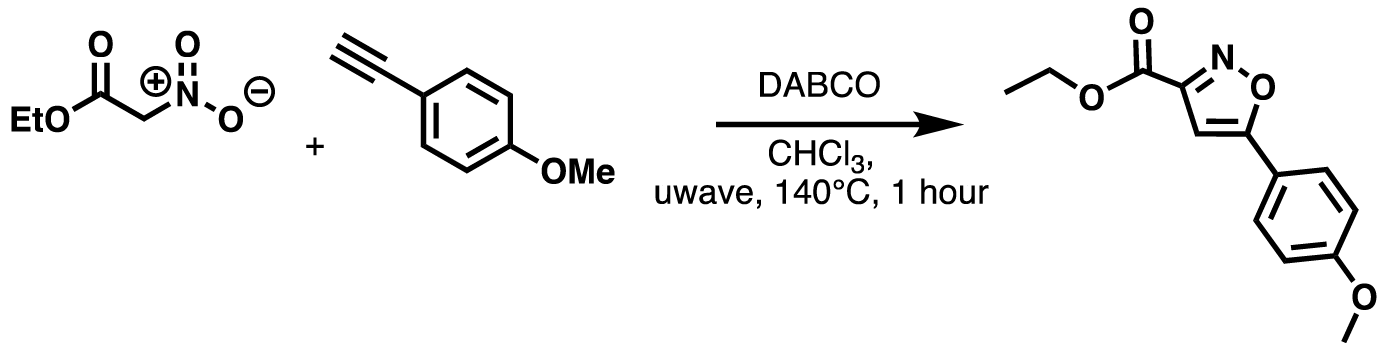 O O
EtO ⊕ N O ⊖
+
OMe
DABCO
CHCl3,
uwave, 140°C, 1 hour
O
O
N
O
O